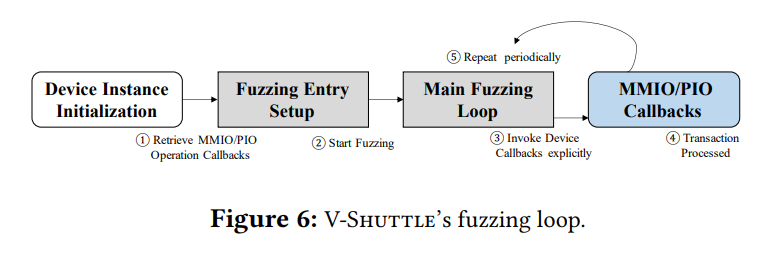 ⑤ Repeat periodically
Device Instance
Initialization
Fuzzing Entry
Setup
Main Fuzzing
Loop
MMIO/PIO
Callbacks
① Retrieve MMIO/PIO
Operation Callbacks
② Start Fuzzing
③ Invoke Device
Callbacks explicitly
④ Transaction
Processed
Figure 6: V-SHUTTLE's fuzzing loop.